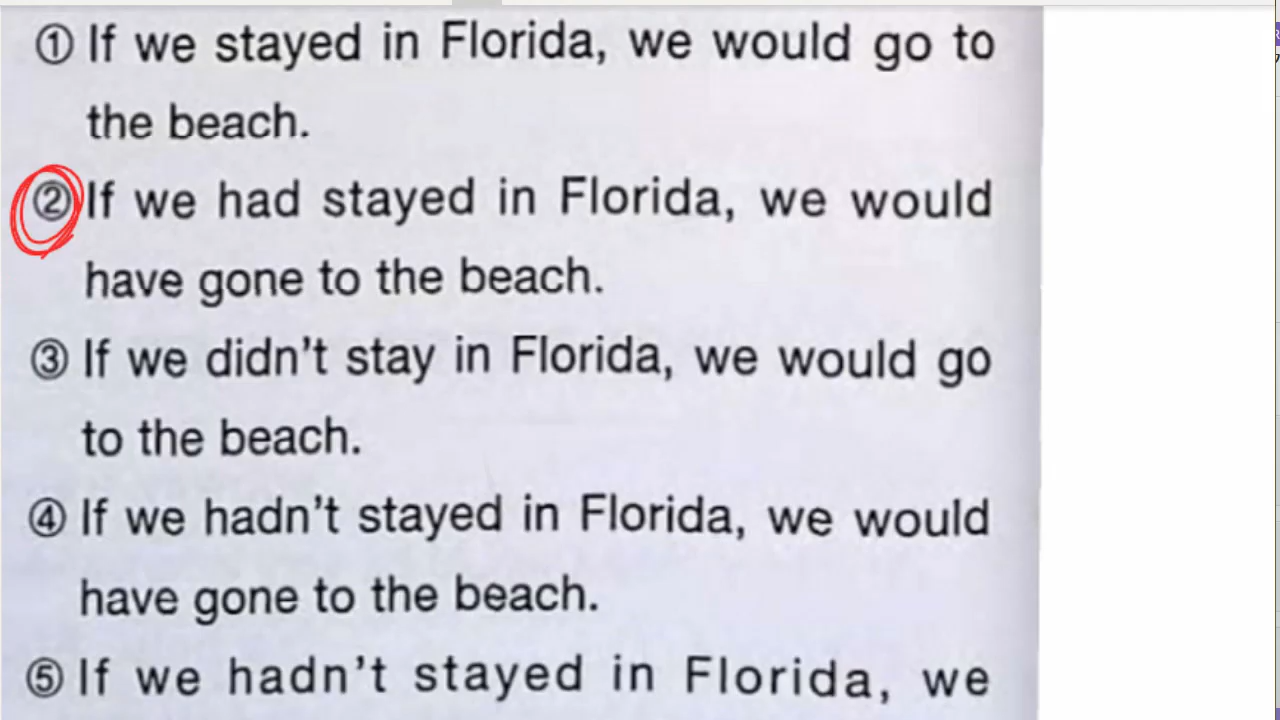 ① If we stayed in Florida, we would go to
the beach.
② If we had stayed in Florida, we would
have gone to the beach.
③ If we didn't stay in Florida, we would go
to the beach.
④ If we hadn't stayed in Florida, we would
have gone to the beach.
⑤ If we hadn't stayed in Florida, we